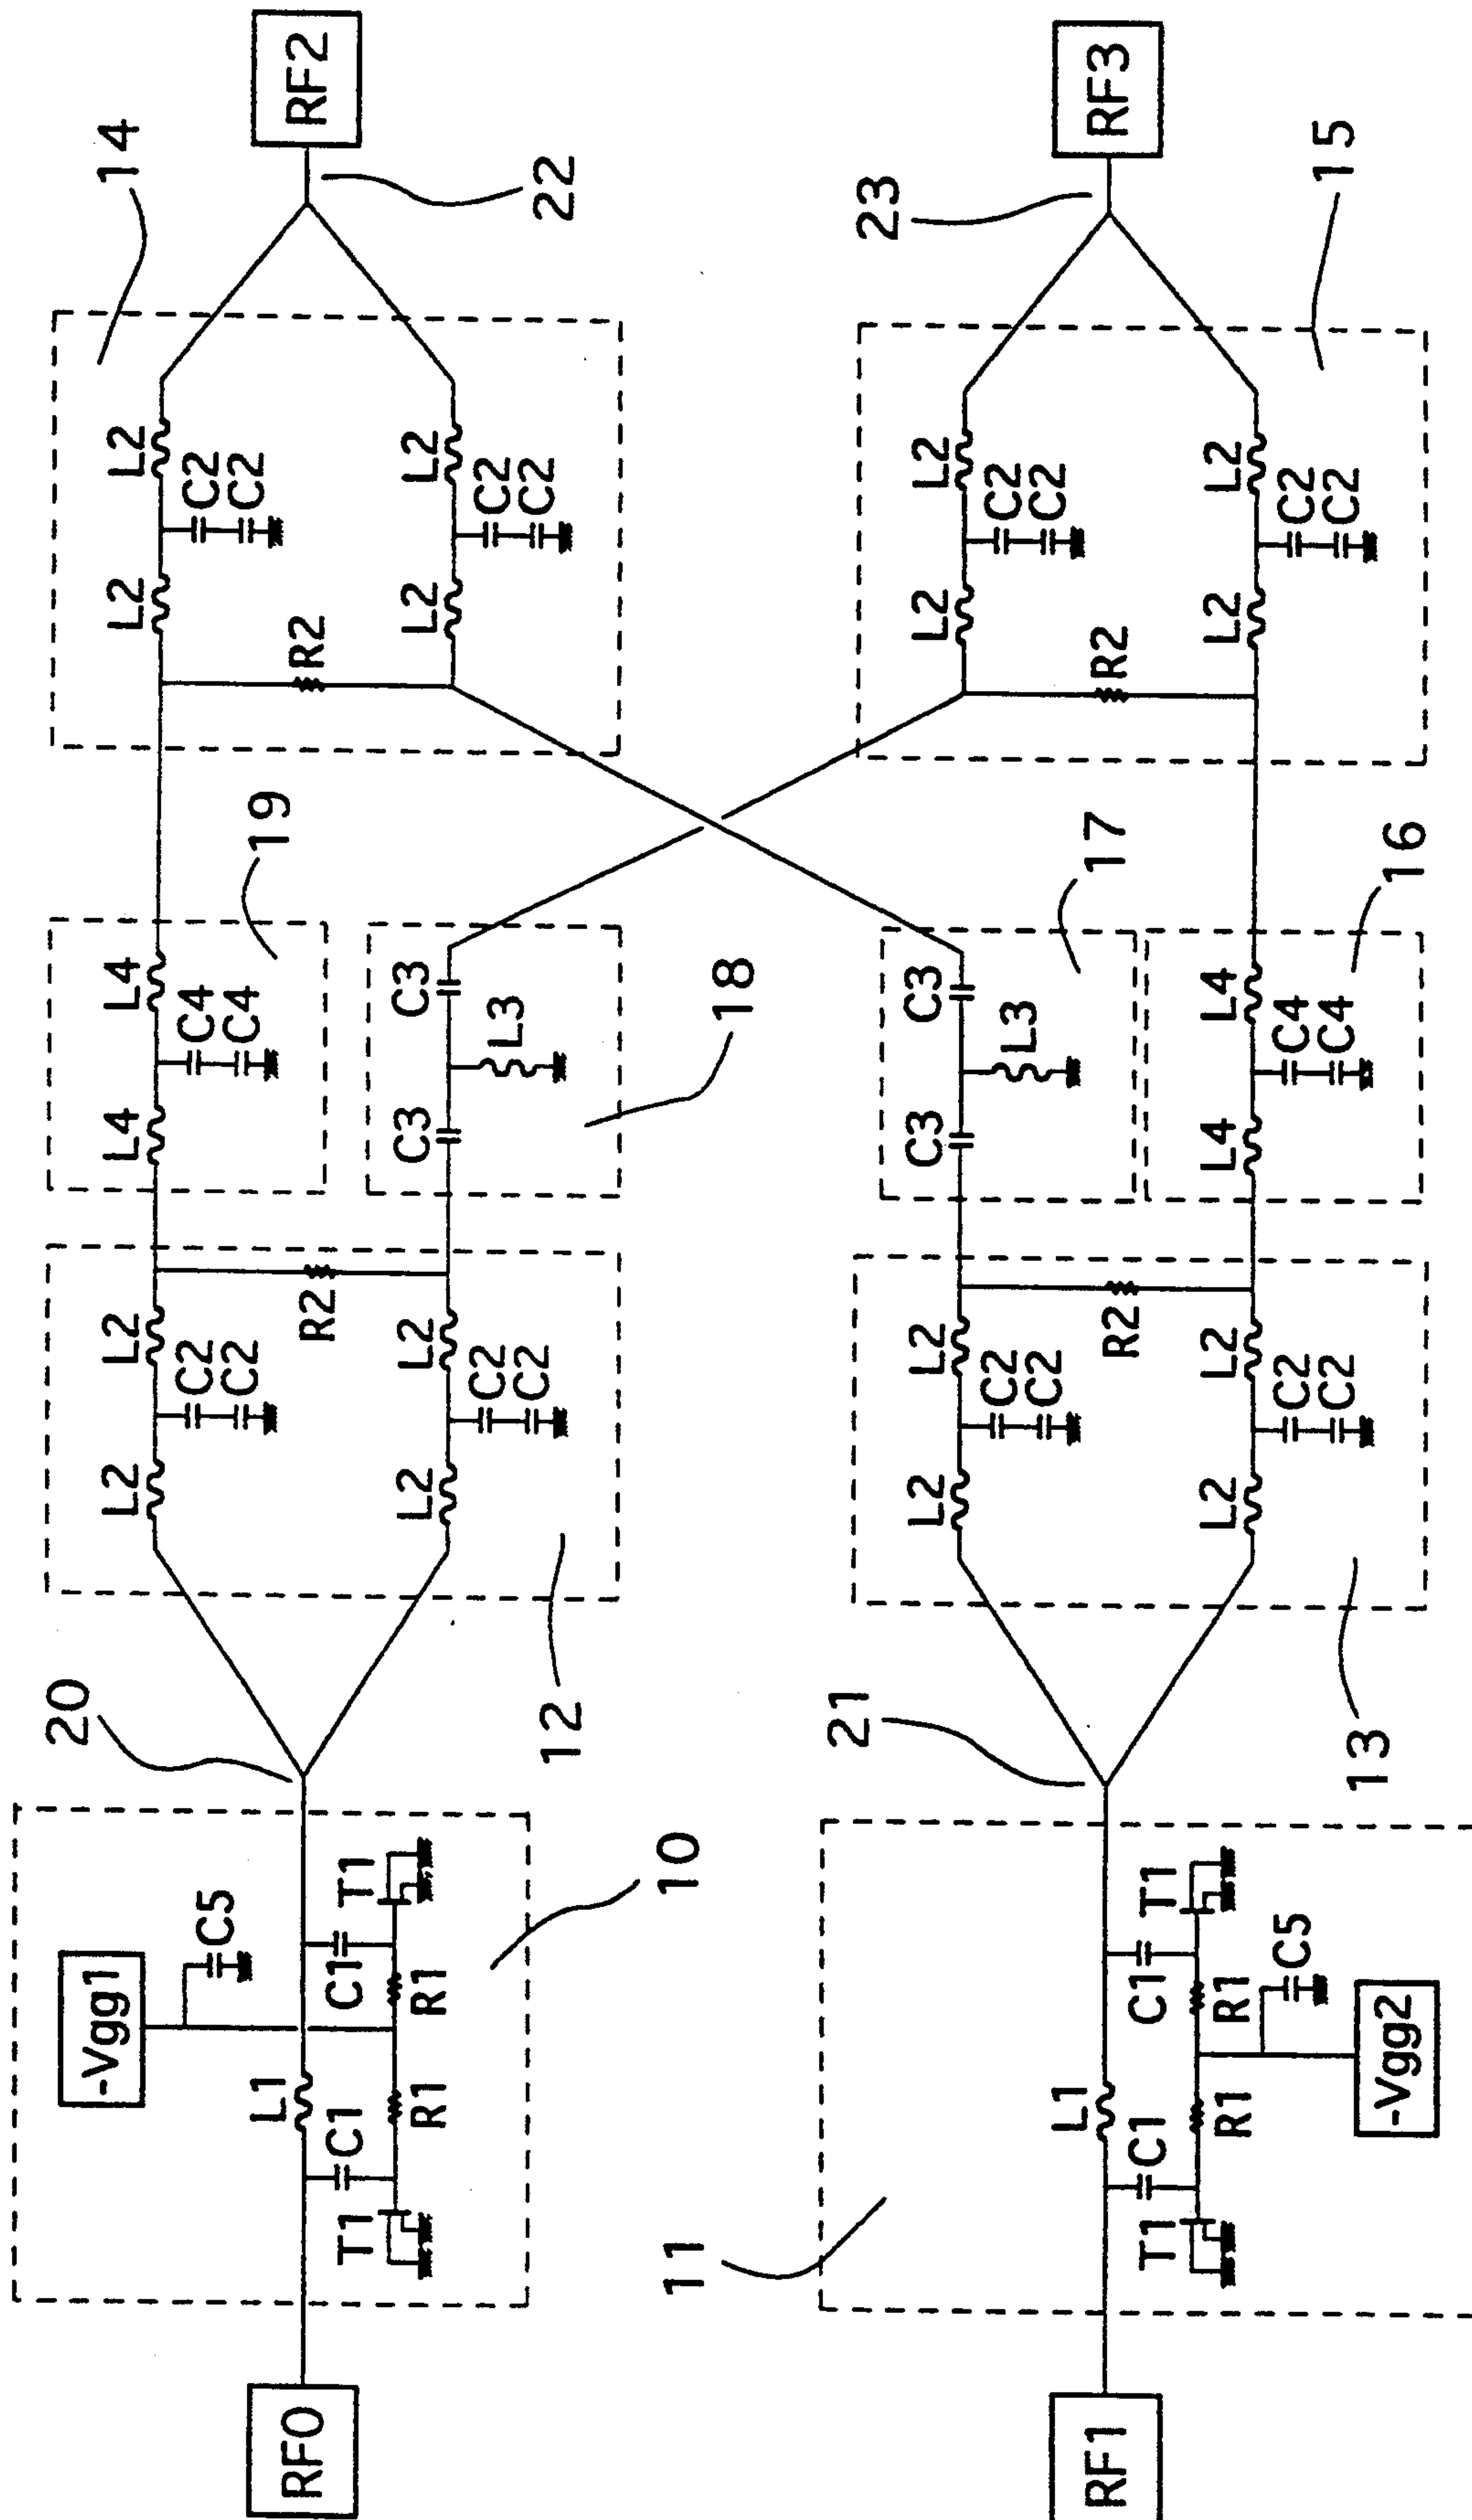 20
-Vgg1
L2 L2 L4 L4 L2 L2 14
C5 C2 C4 C2
C2 C4 C2
L1 19
RF0 R2 R2 RF2
T1 C1 C1 T1
R1 R1 L2 L2 C3 C3 L2 L2
C2 L3 C2
C2 C2
12 22
11 10
18
21 23
L2 L2 C3 C3 L2 L2
C2 L3 C2
C2 C2
L1
RF1 R2 17 R2 RF3
T1 C1 C1 T1
R1 R1 L2 L2 L4 L4 L2 L2
C5 C2 C4 C2
C2 C4 C2 15
13 16
-Vgg2